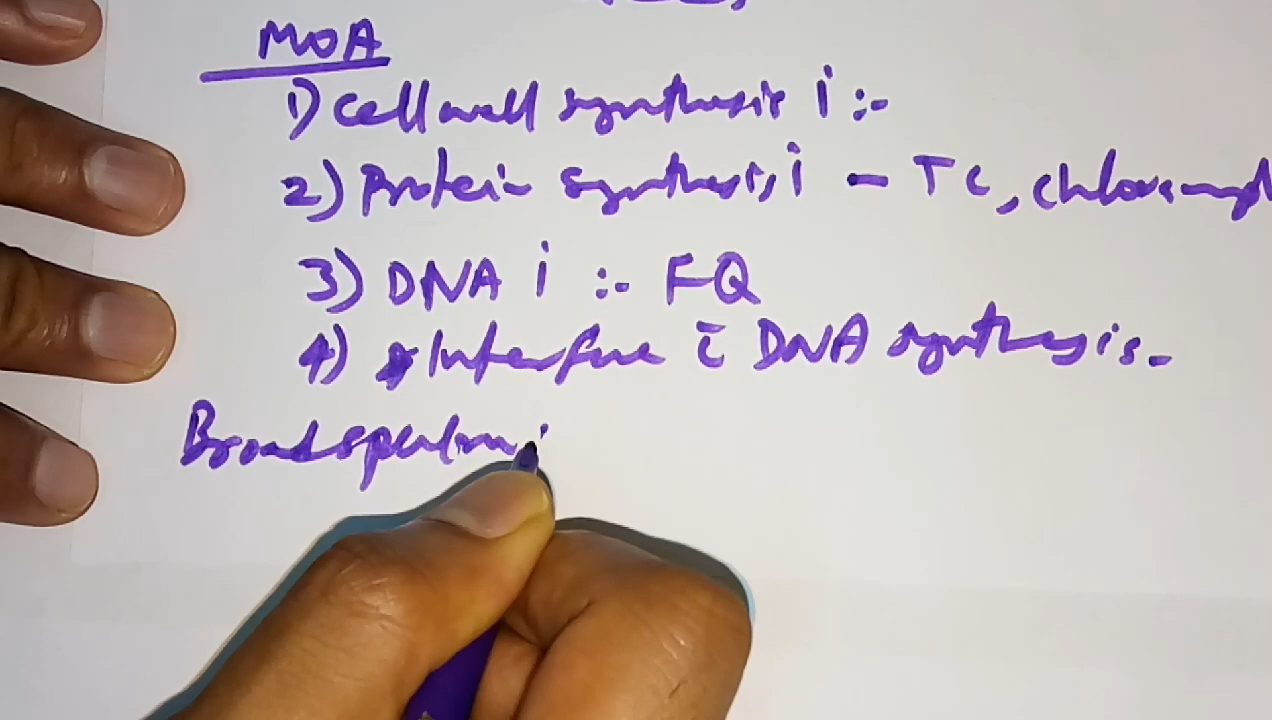 MOA
1) cell wall synthesis i :-
2) Protein synthesis i - TC, chloramph
3) DNA i :- FQ
4) Interfere c̄ DNA synthesis.
Broad spectrum